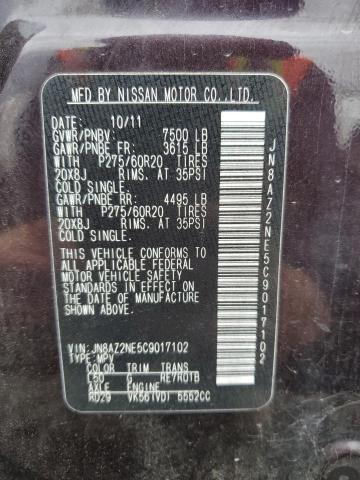 MFD BY NISSAN MOTOR CO.,LTD.
DATE: 10/11
GVWR/PNBV: 7500 LB
GAWR/PNBE FR: 3615 LB
WITH P275/60R20 TIRES
20X8J RIMS. AT 35PSI
COLD SINGLE.
GAWR/PNBE RR: 4495 LB
WITH P275/60R20 TIRES
20X8J RIMS. AT 35PSI
COLD SINGLE.
THIS VEHICLE CONFORMS
TO ALL APPLICABLE FEDERAL
MOTOR VEHICLE SAFETY
STANDARDS IN EFFECT ON THE
DATE OF MANUFACTURE
SHOWN ABOVE.
VIN: JN8AZ2NE5C9017102
TYPE: MPV
COLOR TRIM TRANS
G RE7R01B
AXLE ENGINE
RD29 VK56(VD) 5552CC
JN8AZ2NE5C9017102